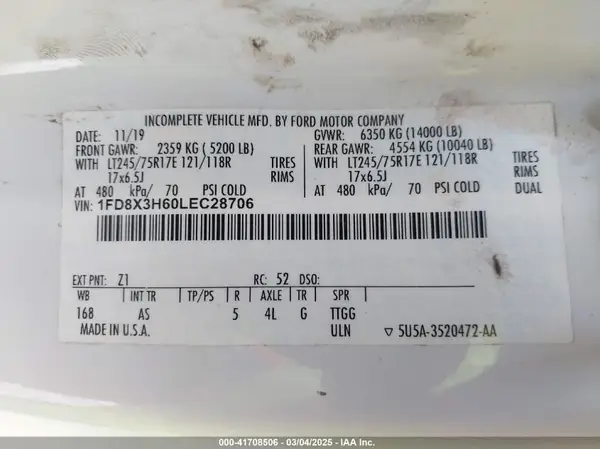 INCOMPLETE VEHICLE MFD. BY FORD MOTOR COMPANY
DATE: 11/19 GVWR: 6350 KG (14000 LB)
FRONT GAWR: 2359 KG ( 5200 LB) REAR GAWR: 4554 KG (10040 LB)
WITH LT245/75R17E 121/118R TIRES WITH LT245/75R17E 121/118R TIRES
17x6.5J RIMS 17x6.5J RIMS
AT 480 kPa/ 70 PSI COLD AT 480 kPa/ 70 PSI COLD DUAL
VIN: 1FD8X3H60LEC28706
EXT PNT: Z1 RC: 52 DSO:
WB INT TR TP/PS R AXLE TR SPR
168 AS 5 4L G TTGG
MADE IN U.S.A. ULN ▽ 5U5A-3520472-AA
000-41708506 - 03/04/2025 - IAA Inc.